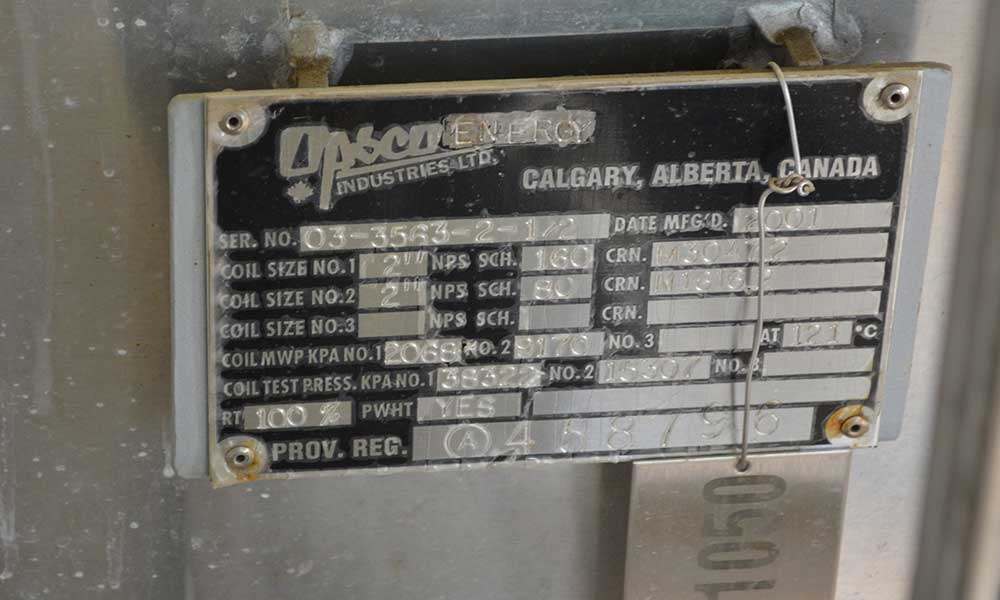 Opsco ENERGY
INDUSTRIES LTD.
CALGARY, ALBERTA, CANADA
SER. NO. 03-3563-2-1/2 DATE MFG'D. 2001
COIL SIZE NO.1 2" NPS SCH. 160 CRN.
COIL SIZE NO.2 2" NPS SCH. 80 CRN.
COIL SIZE NO.3 NPS SCH. CRN.
COIL MWP KPA NO.1 NO. 2 9170 NO. 3 AT 121 °C
COIL TEST PRESS. KPA NO.1 38322 NO. 2 15307 NO. 3
RT 100% PWHT YES
PROV. REG. A 458796
1050